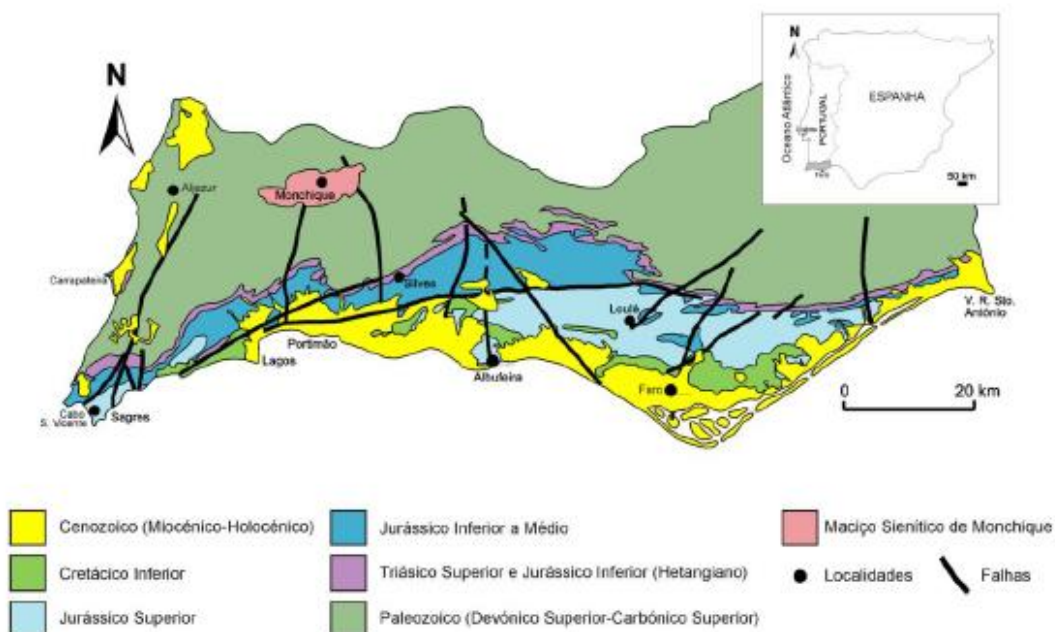 N
N
Oceano Atlântico
PORTUGAL
ESPANHA
50 km
Aljezur
Monchique
Carrapateira
Silves
Loulé
V. R. Sto.
António
Portimão
Lagos
Albufeira
Faro
Cabo
S. Vicente
Sagres
0 20 km
Cenozoico (Miocénico-Holocénico)
Cretácico Inferior
Jurássico Superior
Jurássico Inferior a Médio
Triásico Superior e Jurássico Inferior (Hetangiano)
Paleozoico (Devónico Superior-Carbónico Superior)
Maciço Sienítico de Monchique
Localidades
Falhas